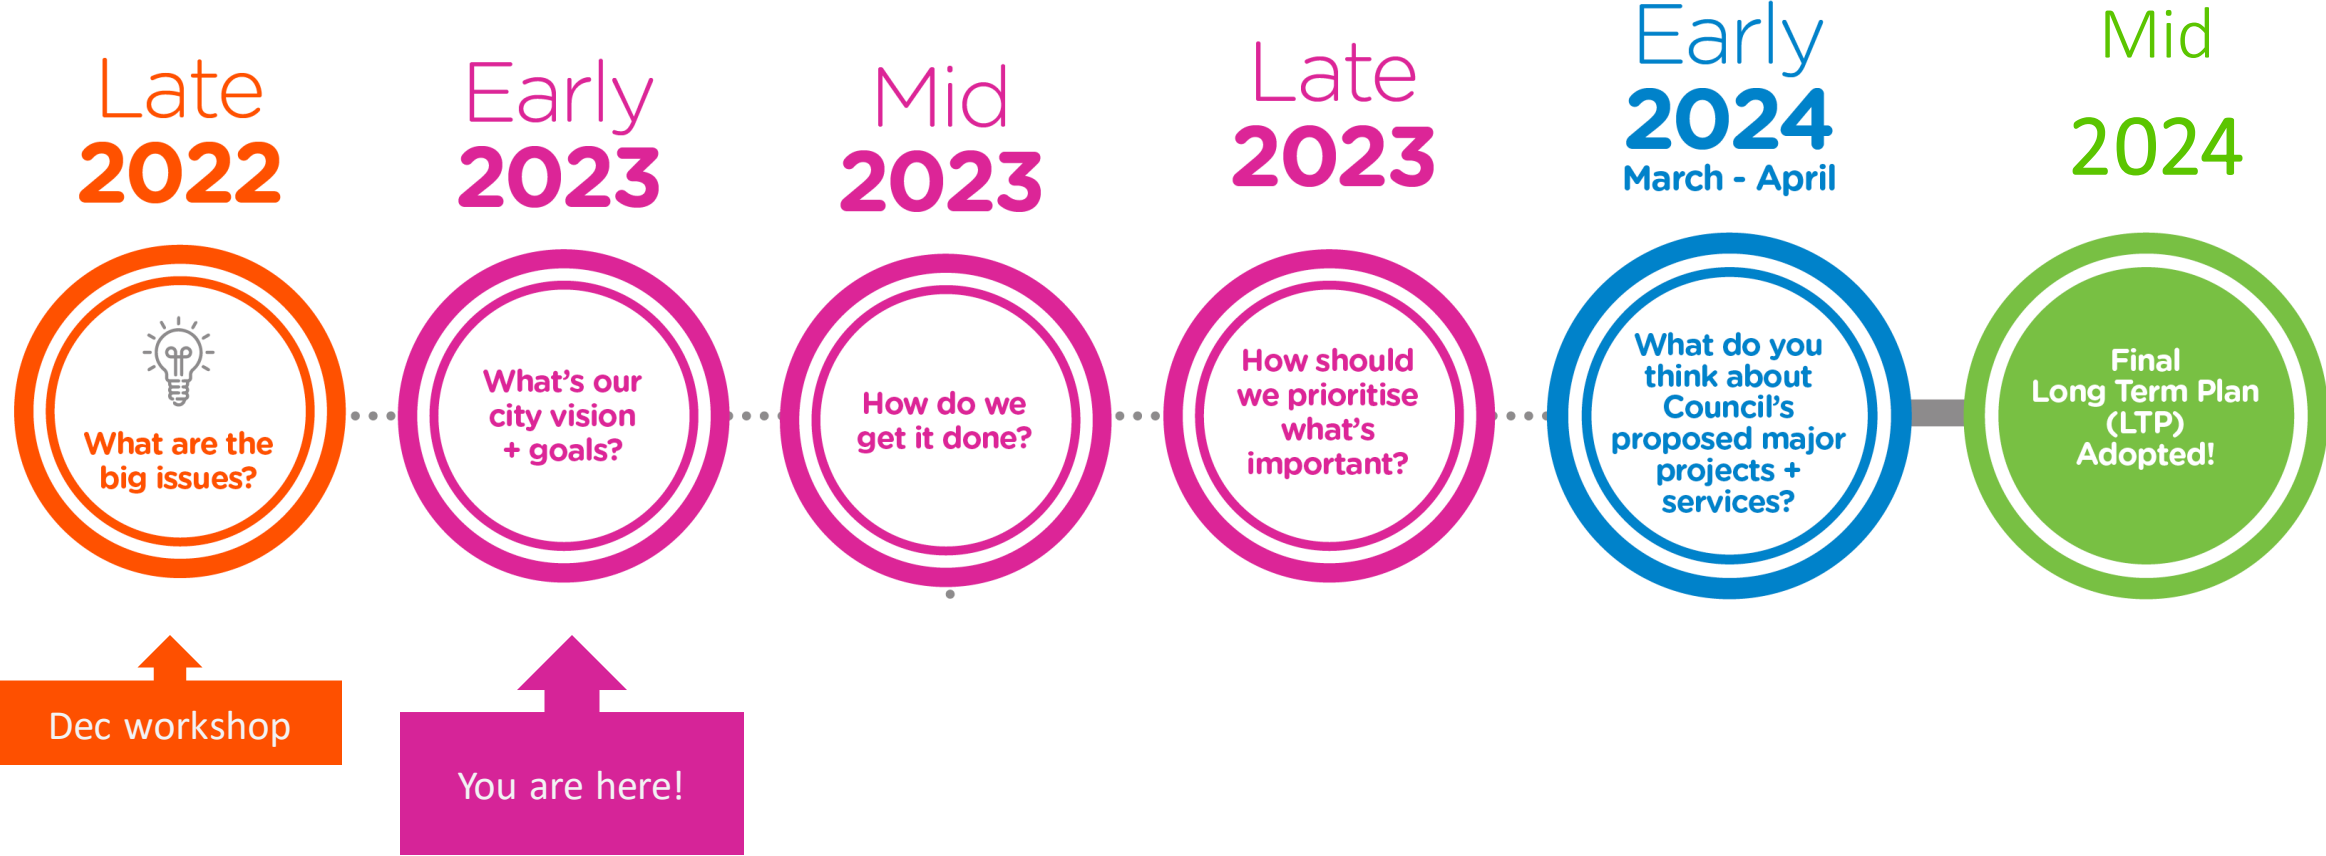 Late
2022
What are the
big issues?
Dec workshop
Early
2023
What's our
city vision
+ goals?
You are here!
Mid
2023
How do we
get it done?
Late
2023
How should
we prioritise
what's
important?
Early
2024
March - April
What do you
think about
Council's
proposed major
projects +
services?
Mid
2024
Final
Long Term Plan
(LTP)
Adopted!